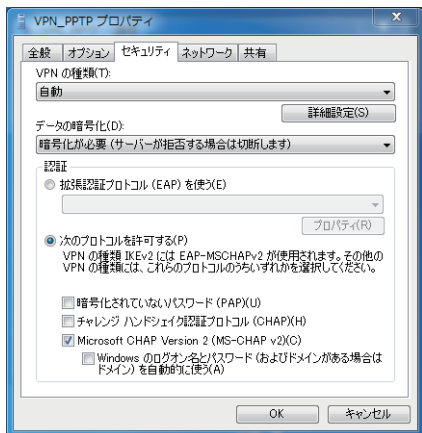 VPN_PPTP プロパティ
全般 オプション セキュリティ ネットワーク 共有
VPN の種類(T):
自動
詳細設定(S)
データの暗号化(D):
暗号化が必要 (サーバーが拒否する場合は切断します)
認証
拡張認証プロトコル (EAP) を使う(E)
プロパティ(R)
次のプロトコルを許可する(P)
VPN の種類 IKEv2 には EAP-MSCHAPv2 が使用されます。その他の
VPN の種類には、これらのプロトコルのうちいずれかを選択してください。
暗号化されていないパスワード (PAP)(U)
チャレンジ ハンドシェイク認証プロトコル (CHAP)(H)
Microsoft CHAP Version 2 (MS-CHAP v2)(C)
Windows のログオン名とパスワード (およびドメインがある場合は
ドメイン) を自動的に使う(A)
OK キャンセル